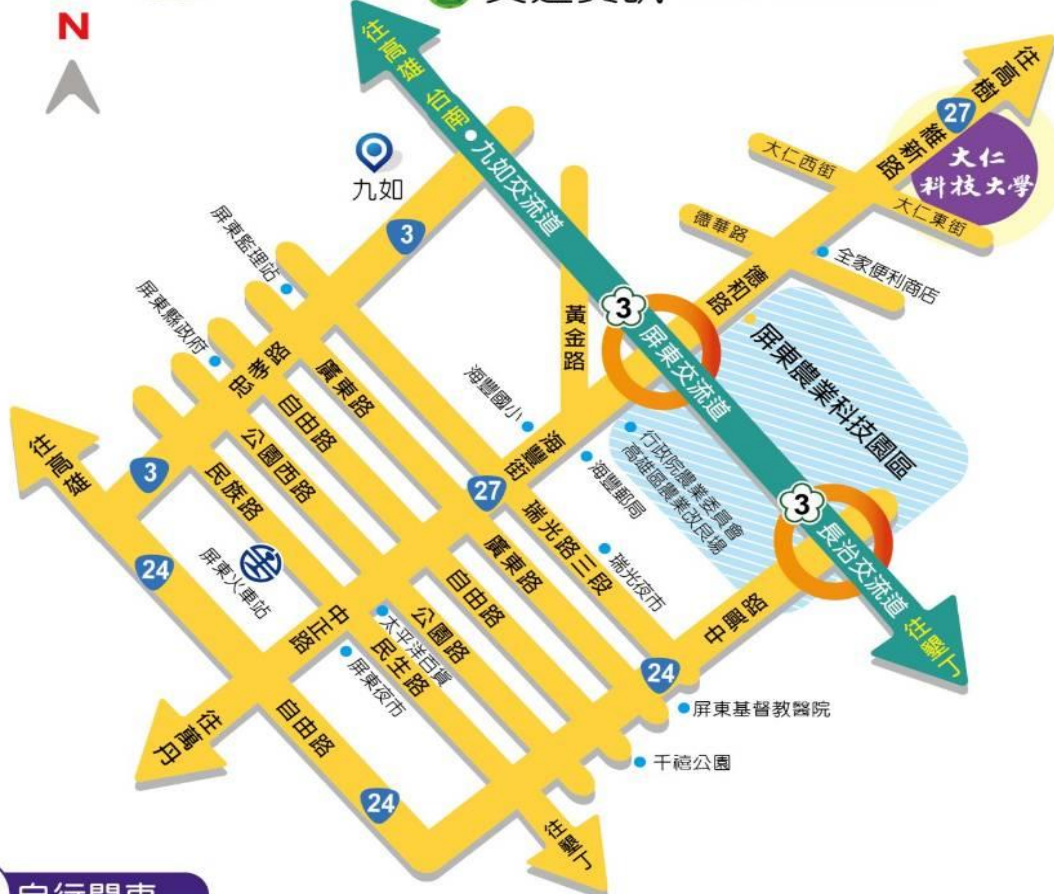 N
往高雄 台南
九如交流道
九如
3
往高樹
27
維新路
大仁
科技大學
大仁西街
大仁東街
德華路
全家便利商店
德和路
屏東監理站
屏東縣政府
忠孝路
廣東路
自由路
公園西路
民族路
3
黃金路
3
屏東交流道
屏東農業科技園區
海豐國小
海豐街
海豐郵局
行政院農業委員會
高雄區農業改良場
27
瑞光路三段
瑞光夜市
廣東路
自由路
公園路
民生路
太平洋百貨
3
長治交流道
往墾丁
中興路
24
屏東基督教醫院
千禧公園
往高雄
24
屏東火車站
中正路
屏東夜市
往萬丹
自由路
24
往墾丁
自行開車